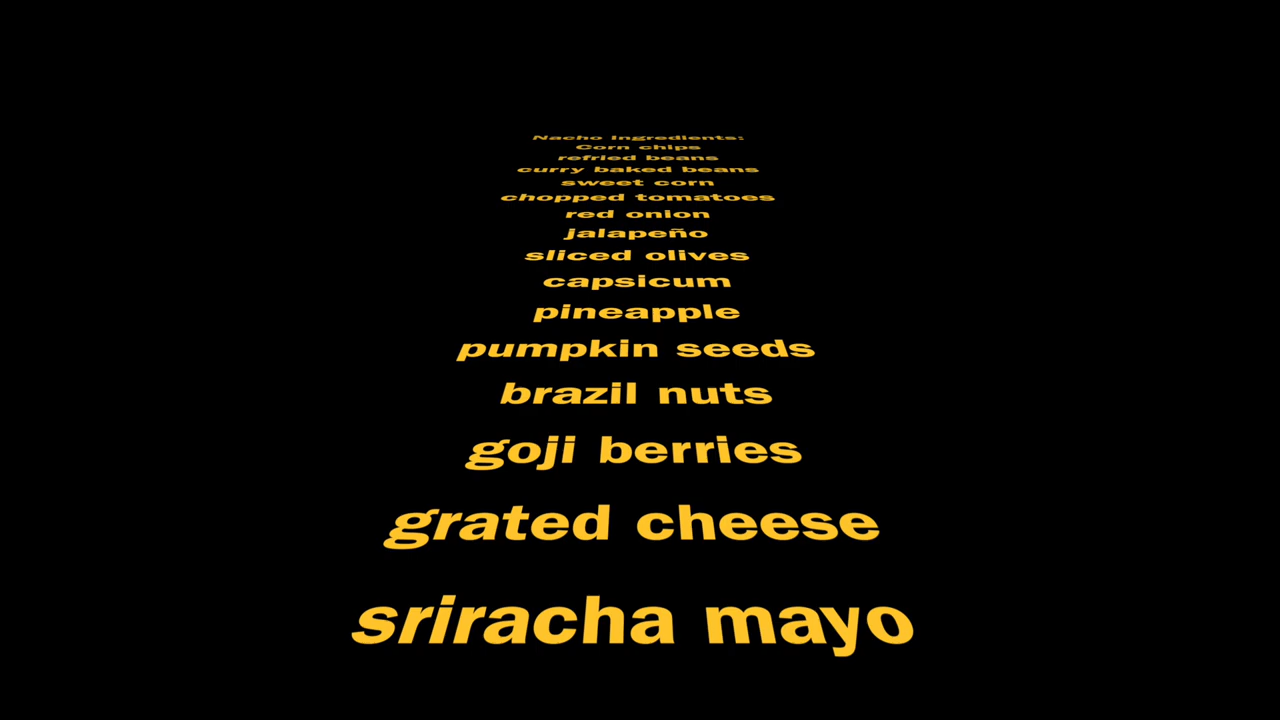 Nacho Ingredients:
Corn chips
refried beans
curry baked beans
sweet corn
chopped tomatoes
red onion
jalapeño
sliced olives
capsicum
pineapple
pumpkin seeds
brazil nuts
goji berries
grated cheese
sriracha mayo